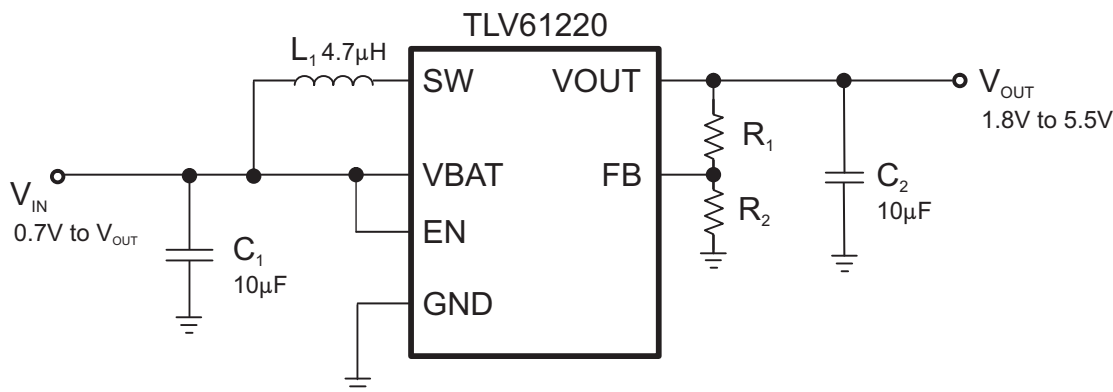 TLV61220
L1 4.7µH
SW
VOUT
VOUT
1.8V to 5.5V
R1
VBAT
FB
VIN
0.7V to VOUT
C2
10µF
R2
EN
C1
10µF
GND